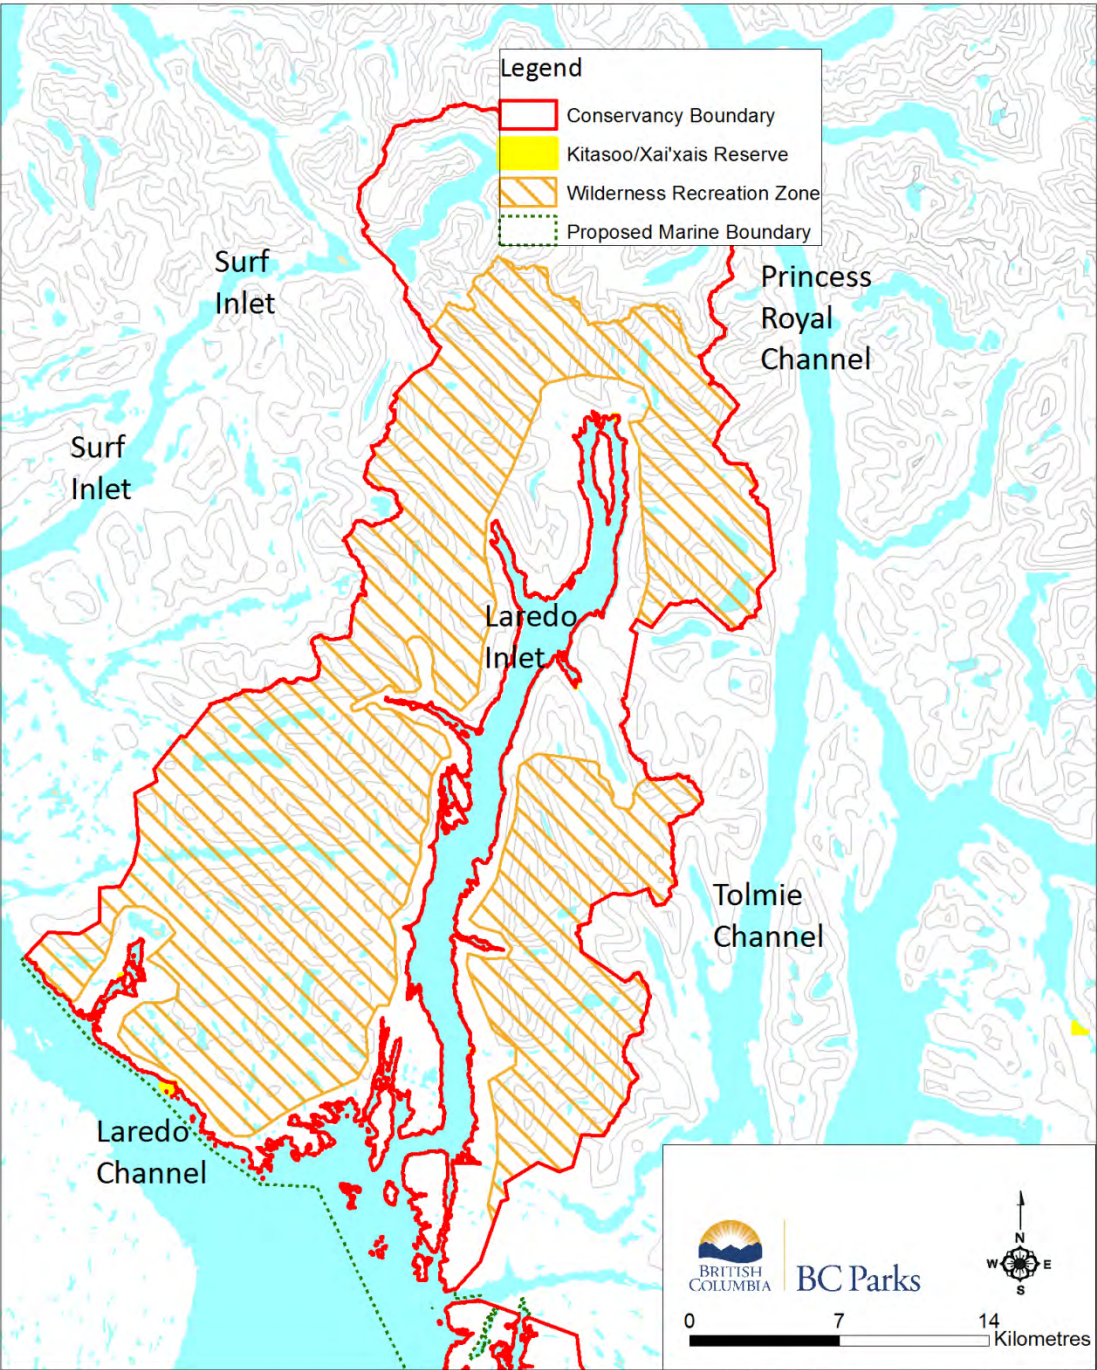 Legend
Conservancy Boundary
Kitasoo/Xai'xais Reserve
Wilderness Recreation Zone
Proposed Marine Boundary
Surf
Inlet
Princess
Royal
Channel
Surf
Inlet
Laredo
Inlet
Tolmie
Channel
Laredo
Channel
BRITISH
COLUMBIA
BC Parks
N
W E
S
0 7 14
Kilometres